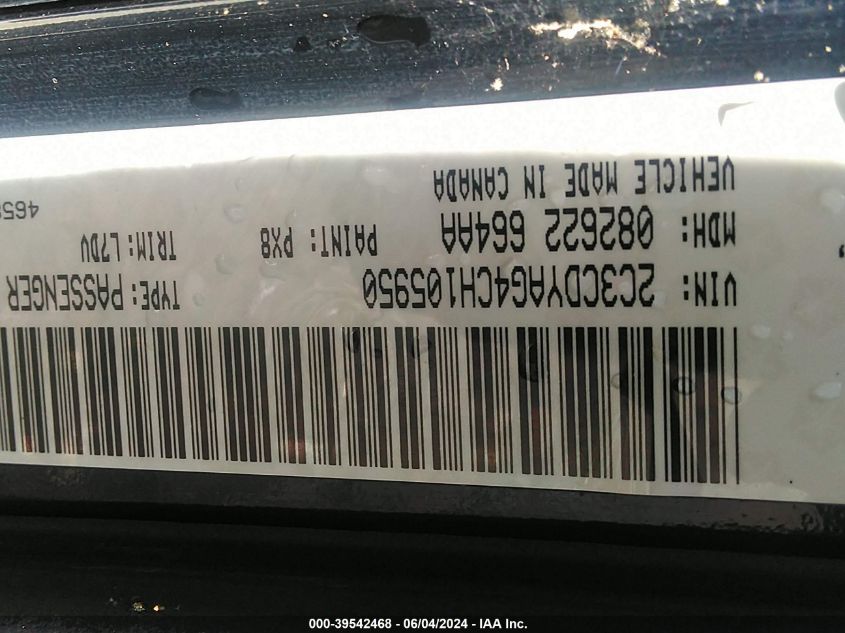 VIN: 2C3CDYAG4CH105950 TYPE: PASSENGER
MDH: 082622 664AA PAINT: PX8 TRIM: L7DV
VEHICLE MADE IN CANADA
000-39542468 - 06/04/2024 - IAA Inc.